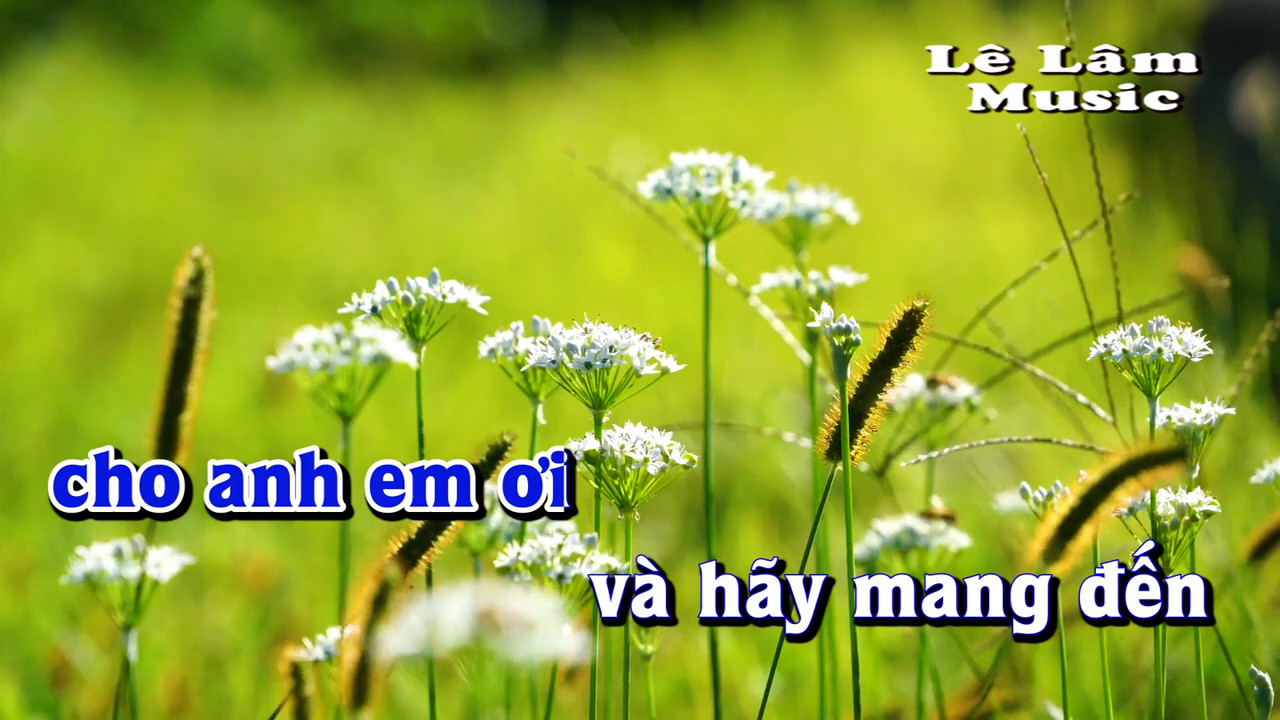 Lê Lâm
Music
cho anh em ơi
và hãy mang đến